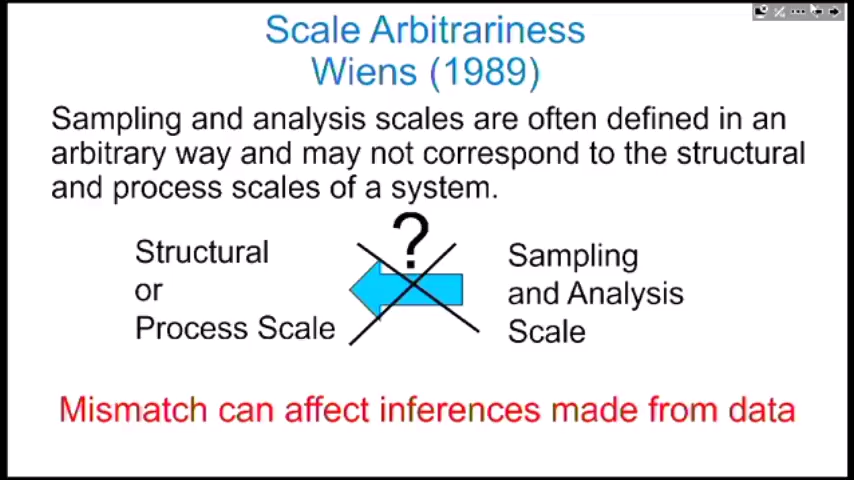 Scale Arbitrariness
Wiens (1989)
Sampling and analysis scales are often defined in an
arbitrary way and may not correspond to the structural
and process scales of a system.
?
Structural
or
Process Scale
Sampling
and Analysis
Scale
Mismatch can affect inferences made from data